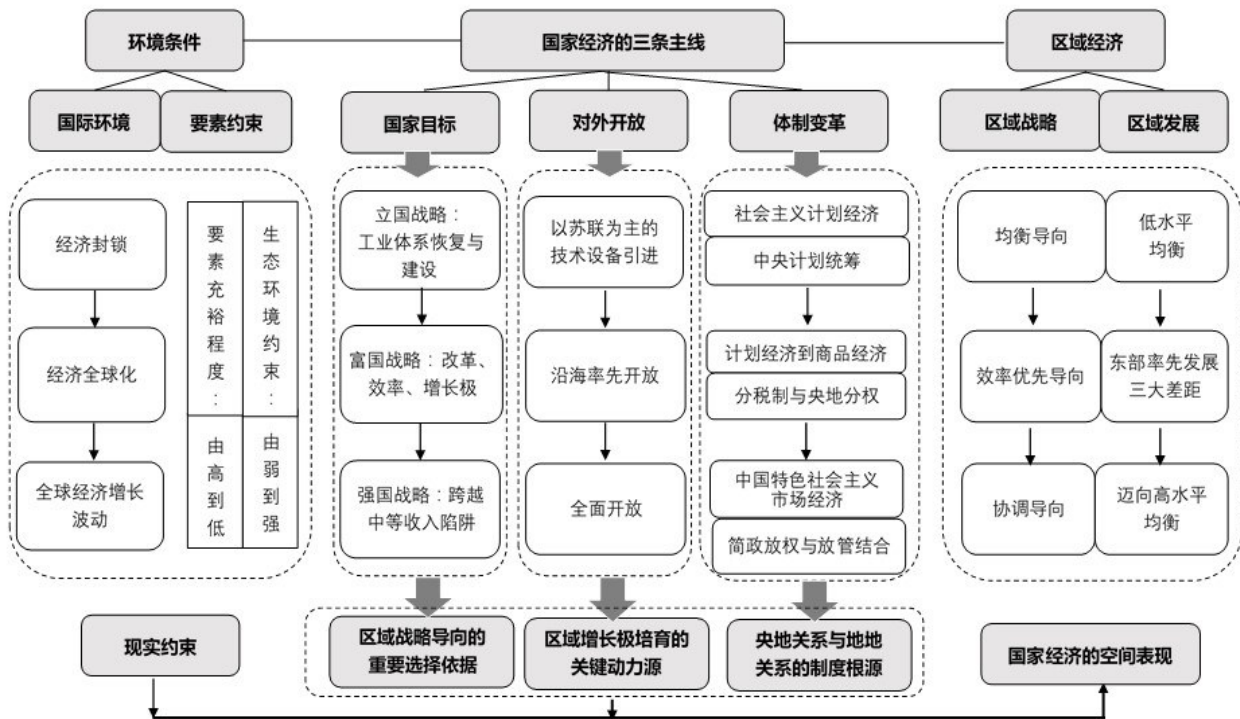 环境条件
国家经济的三条主线
区域经济
国际环境
要素约束
国家目标
对外开放
体制变革
区域战略
区域发展
经济封锁
经济全球化
全球经济增长
波动
要素充裕程度：
由高到低
生态环境约束：
由弱到强
立国战略：
工业体系恢复与
建设
富国战略：改革、
效率、增长极
强国战略：跨越
中等收入陷阱
以苏联为主的
技术设备引进
沿海率先开放
全面开放
社会主义计划经济
中央计划统筹
计划经济到商品经济
分税制与央地分权
中国特色社会主义
市场经济
简政放权与放管结合
均衡导向
效率优先导向
协调导向
低水平
均衡
东部率先发展
三大差距
迈向高水平
均衡
现实约束
区域战略导向的
重要选择依据
区域增长极培育的
关键动力源
央地关系与地地
关系的制度根源
国家经济的空间表现